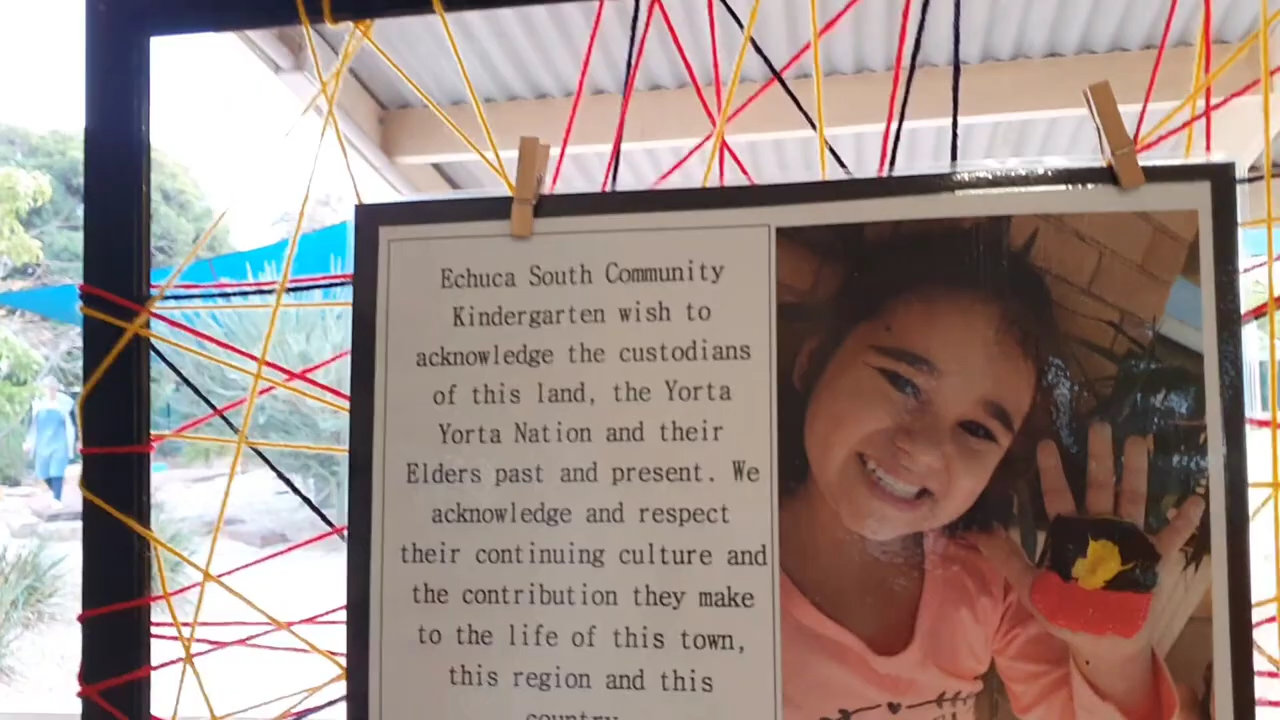 Echuca South Community
Kindergarten wish to
acknowledge the custodians
of this land, the Yorta
Yorta Nation and their
Elders past and present. We
acknowledge and respect
their continuing culture and
the contribution they make
to the life of this town,
this region and this
country.